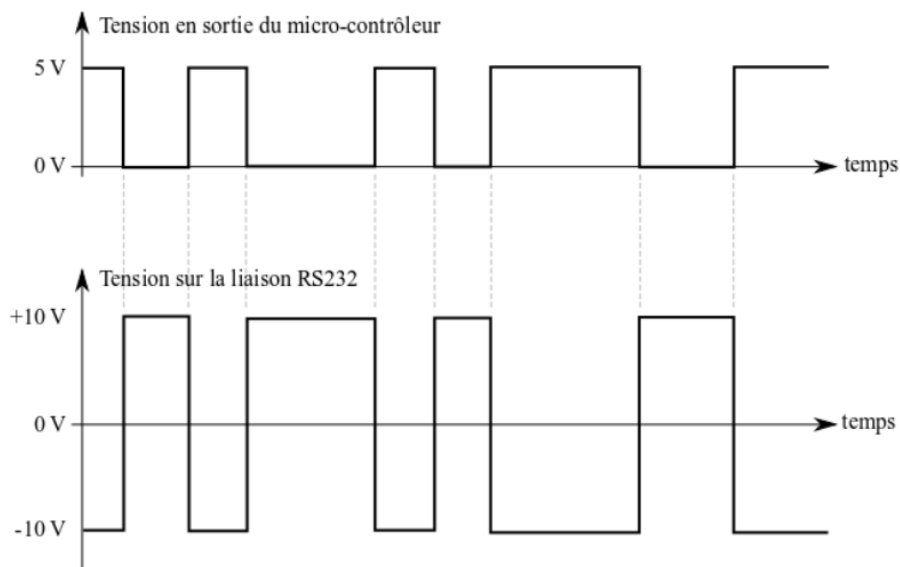 Tension en sortie du micro-contrôleur
5 V
0 V
temps
Tension sur la liaison RS232
+10 V
0 V
temps
-10 V